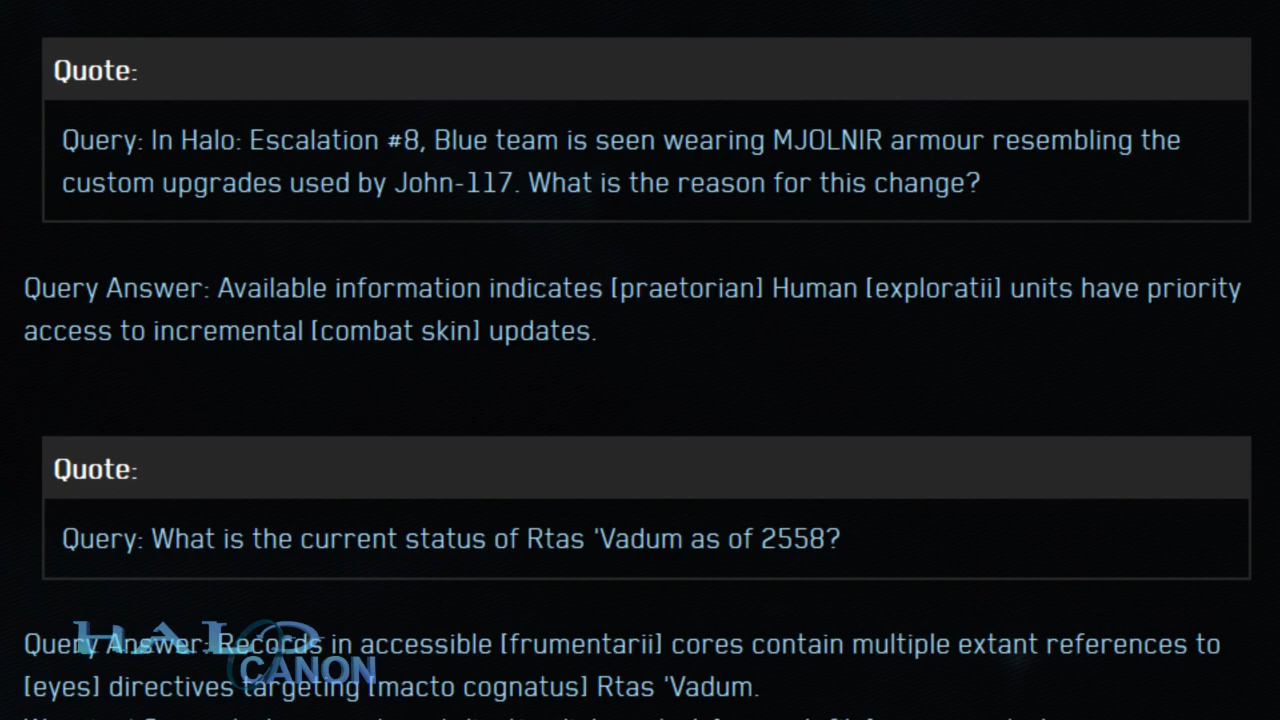 Quote:
Query: In Halo: Escalation #8, Blue team is seen wearing MJOLNIR armour resembling the
custom upgrades used by John-117. What is the reason for this change?
Query Answer: Available information indicates [praetorian] Human [exploratii] units have priority
access to incremental [combat skin] updates.
Quote:
Query: What is the current status of Rtas 'Vadum as of 2558?
Query Answer: Records in accessible [frumentarii] cores contain multiple extant references to
[eyes] directives targeting [macto cognatus] Rtas 'Vadum.
HALO
CANON